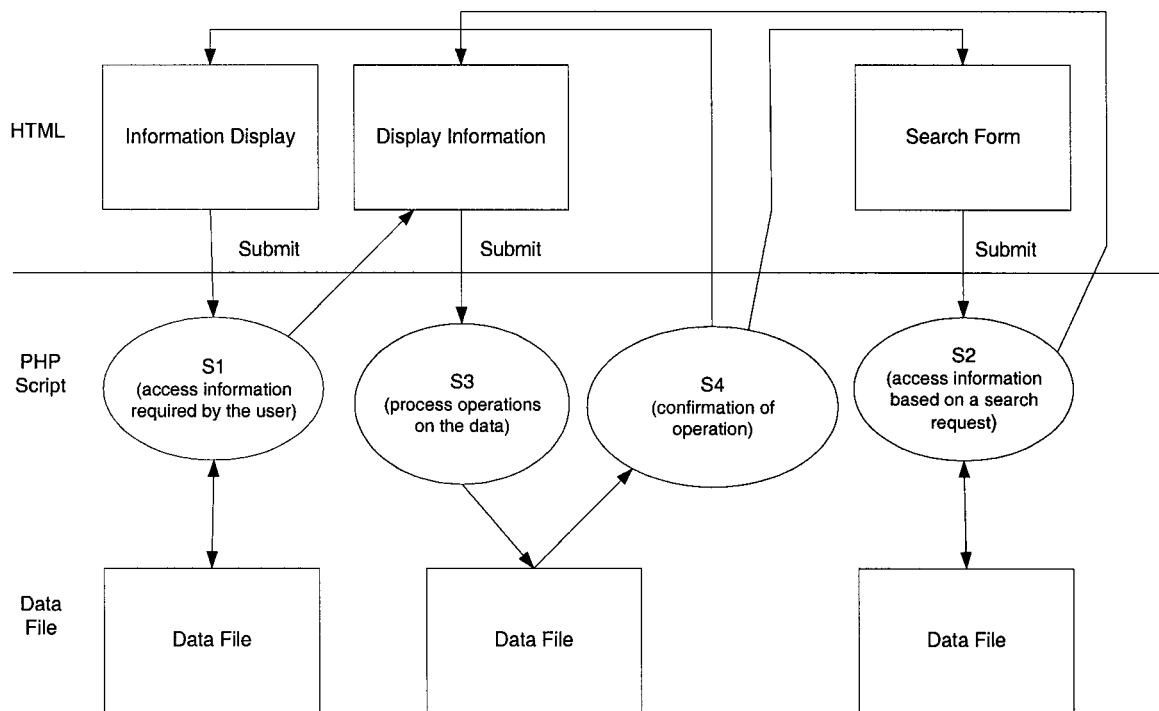 HTML
Information Display
Display Information
Search Form
Submit
Submit
Submit
PHP
Script
S1
(access information
required by the user)
S3
(process operations
on the data)
S4
(confirmation of
operation)
S2
(access information
based on a search
request)
Data
File
Data File
Data File
Data File